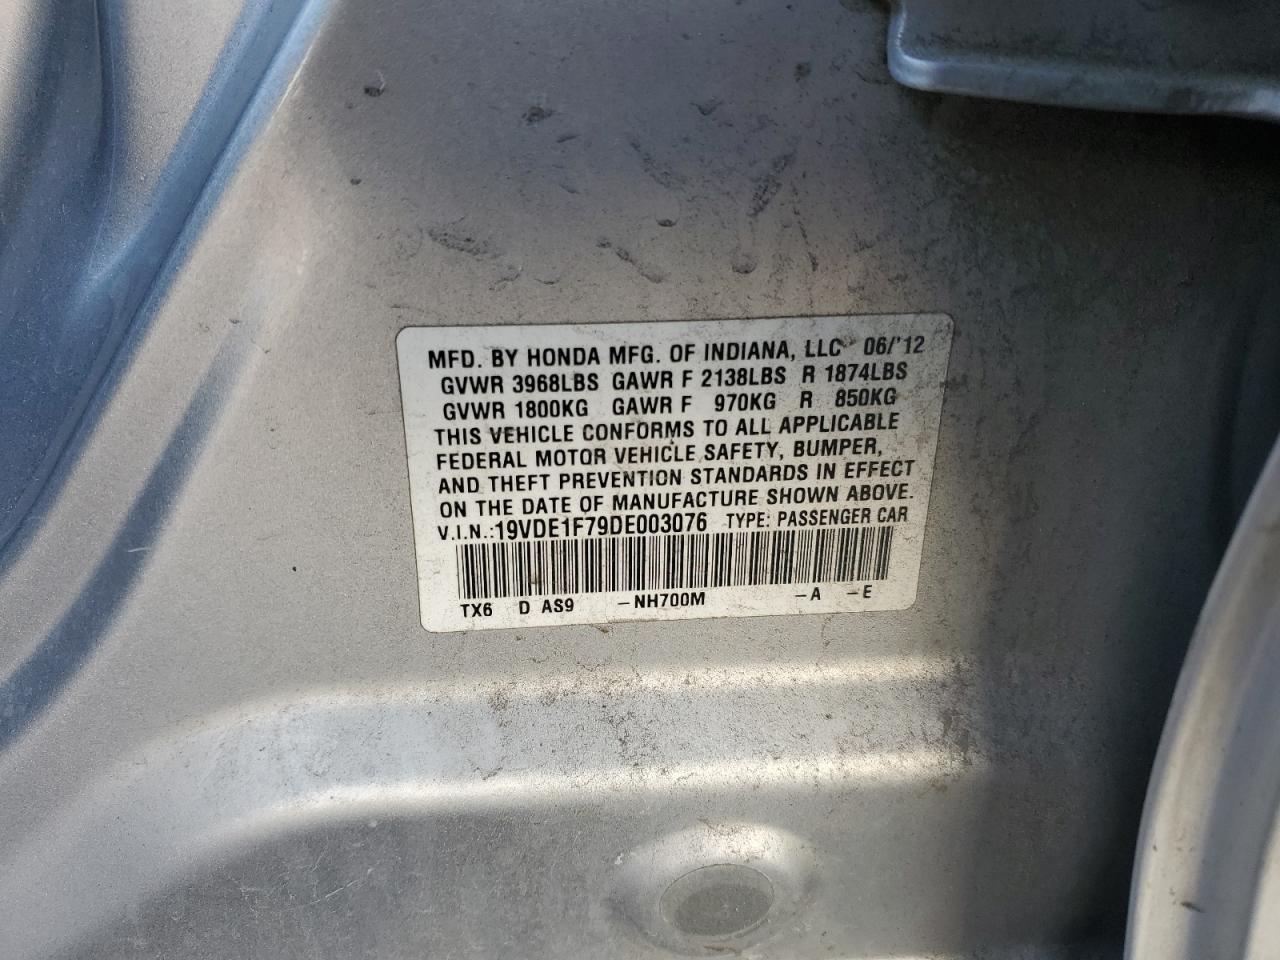 MFD. BY HONDA MFG. OF INDIANA, LLC 06/'12
GVWR 3968LBS GAWR F 2138LBS R 1874LBS
GVWR 1800KG GAWR F 970KG R 850KG
THIS VEHICLE CONFORMS TO ALL APPLICABLE
FEDERAL MOTOR VEHICLE SAFETY, BUMPER,
AND THEFT PREVENTION STANDARDS IN EFFECT
ON THE DATE OF MANUFACTURE SHOWN ABOVE.
V.I.N.:19VDE1F79DE003076 TYPE: PASSENGER CAR
TX6 D AS9 -NH700M -A -E